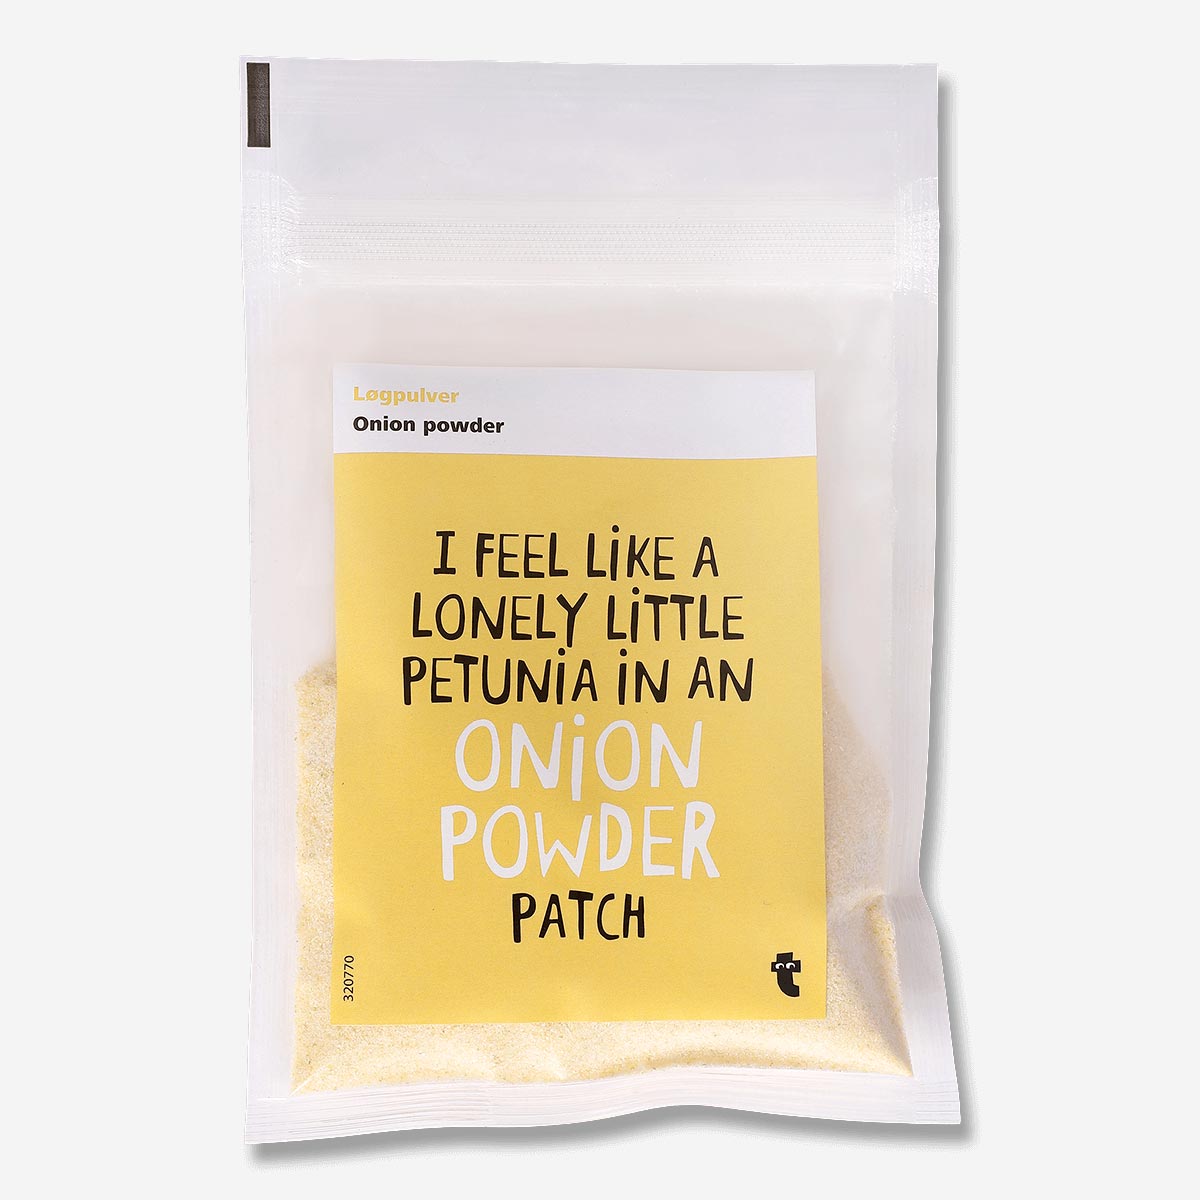 Løgpulver
Onion powder
I FEEL LiKE A
LONELY LiTTLE
PETUNiA iN AN
ONiON
POWDER
PATCH
320770
t